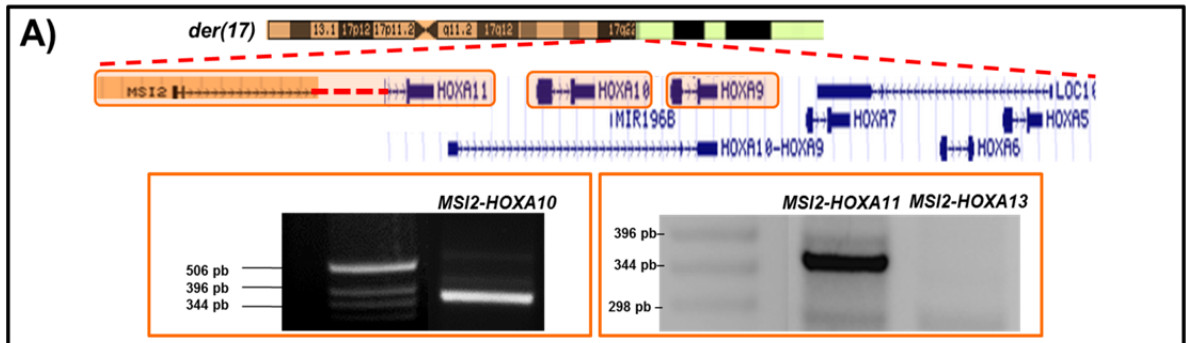 A)
der(17)
13.1 17p12 17p11.2 q11.2 17q12 17q22
MSI2 HOXA11 HOXA10 HOXA9
MIR196B HOXA7 HOXA5
HOXA10-HOXA9 HOXA6
MSI2-HOXA10
506 pb
396 pb
344 pb
MSI2-HOXA11 MSI2-HOXA13
396 pb
344 pb
298 pb